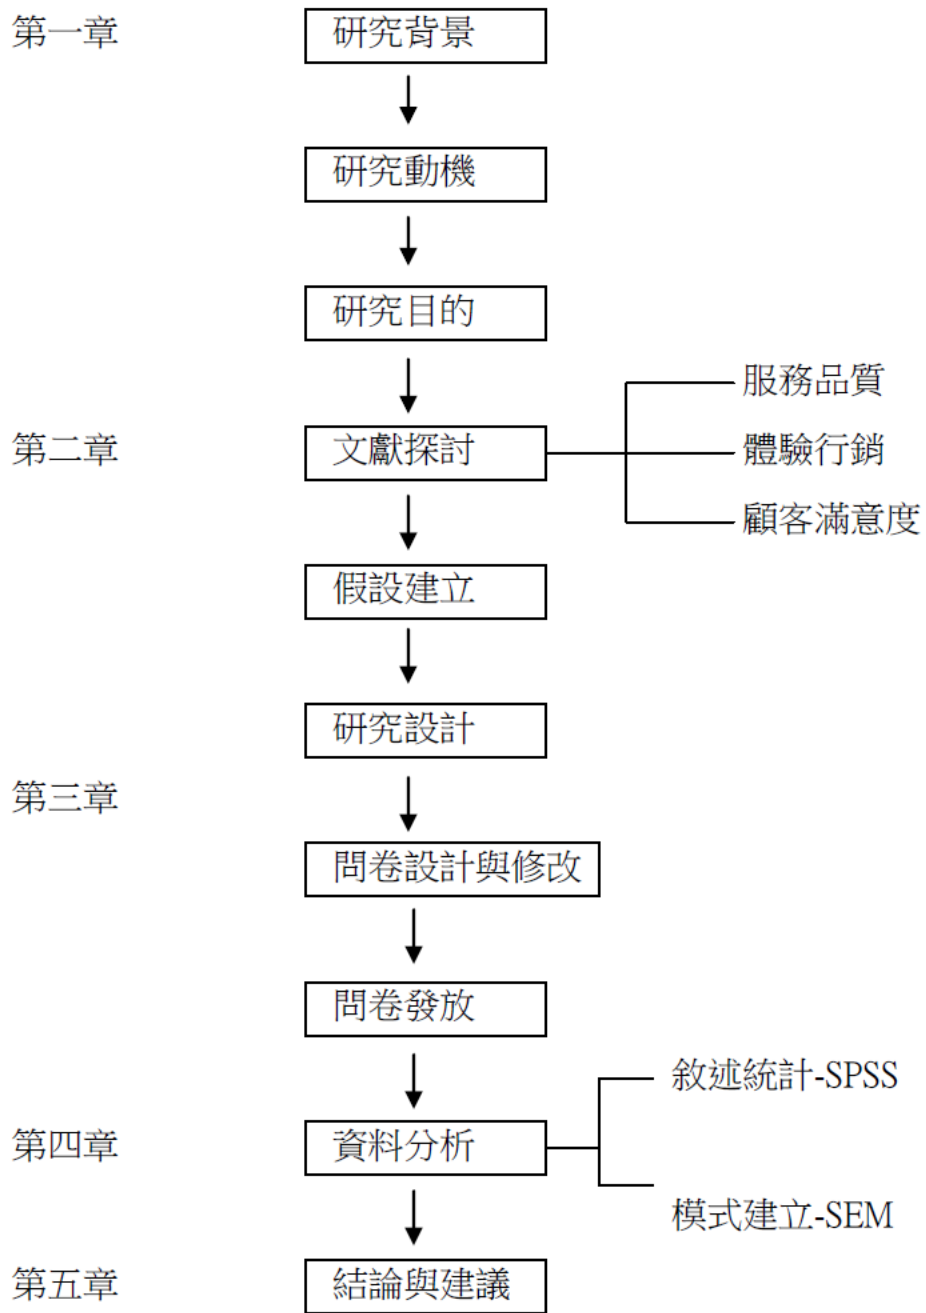 第一章
研究背景
研究動機
研究目的
服務品質
第二章
文獻探討
體驗行銷
顧客滿意度
假設建立
研究設計
第三章
問卷設計與修改
問卷發放
敘述統計-SPSS
第四章
資料分析
模式建立-SEM
第五章
結論與建議